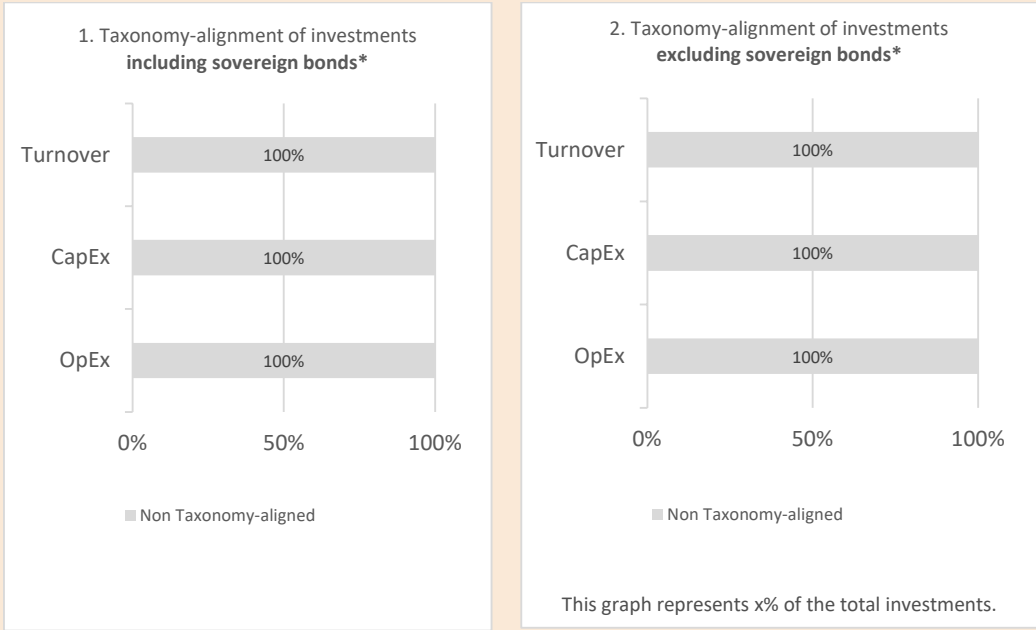 1. Taxonomy-alignment of investments
including sovereign bonds*
Turnover
100%
CapEx
100%
OpEx
100%
0%
50%
100%
Non Taxonomy-aligned
2. Taxonomy-alignment of investments
excluding sovereign bonds*
Turnover
100%
CapEx
100%
OpEx
100%
0%
50%
100%
Non Taxonomy-aligned
This graph represents x% of the total investments.